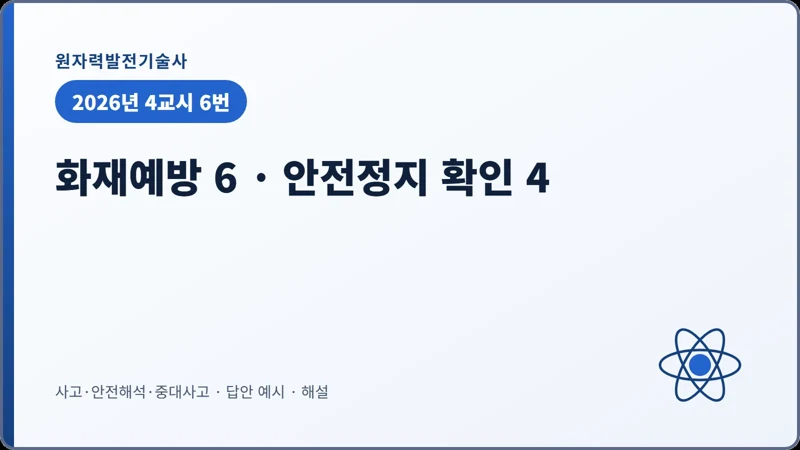 원자력발전기술사
2026년 4교시 6번
화재예방 6 · 안전정지 확인 4
사고·안전해석·중대사고 · 답안 예시 · 해설